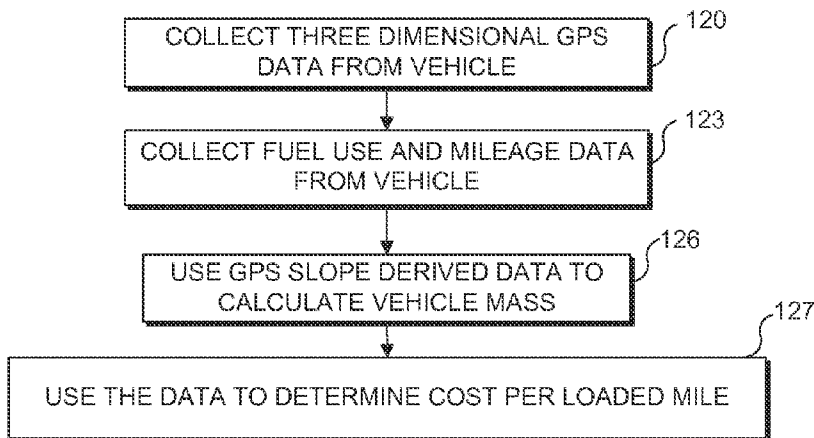 COLLECT THREE DIMENSIONAL GPS
DATA FROM VEHICLE
120
COLLECT FUEL USE AND MILEAGE DATA
FROM VEHICLE
123
USE GPS SLOPE DERIVED DATA TO
CALCULATE VEHICLE MASS
126
USE THE DATA TO DETERMINE COST PER LOADED MILE
127